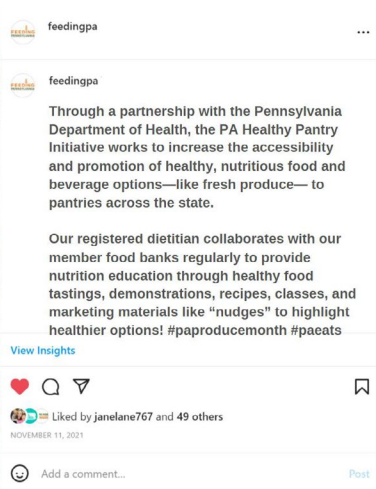 feedingpa
feedingpa
Through a partnership with the Pennsylvania
Department of Health, the PA Healthy Pantry
Initiative works to increase the accessibility
and promotion of healthy, nutritious food and
beverage options—like fresh produce— to
pantries across the state.
Our registered dietitian collaborates with our
member food banks regularly to provide
nutrition education through healthy food
tastings, demonstrations, recipes, classes, and
marketing materials like “nudges” to highlight
healthier options! #paproducemonth #paeats
View Insights
Liked by janelane767 and 49 others
NOVEMBER 11, 2021
Add a comment...
Post